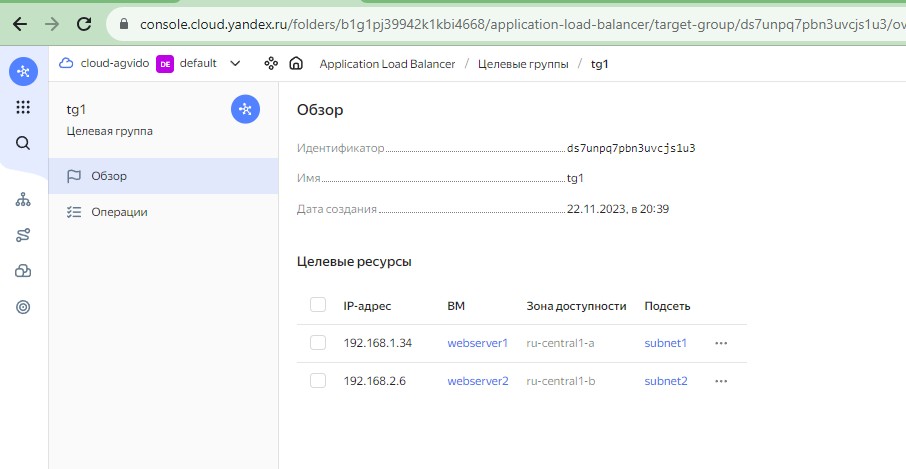 console.cloud.yandex.ru/folders/b1g1pj39942k1kbi4668/application-load-balancer/target-group/ds7unpq7pbn3uvcjs1u3/ov
cloud-agvido DE default Application Load Balancer / Целевые группы / tg1
tg1
Целевая группа
Обзор
Операции
Обзор
Идентификатор ds7unpq7pbn3uvcjs1u3
Имя tg1
Дата создания 22.11.2023, в 20:39
Целевые ресурсы
IP-адрес ВМ Зона доступности Подсеть
192.168.1.34 webserver1 ru-central1-a subnet1
192.168.2.6 webserver2 ru-central1-b subnet2